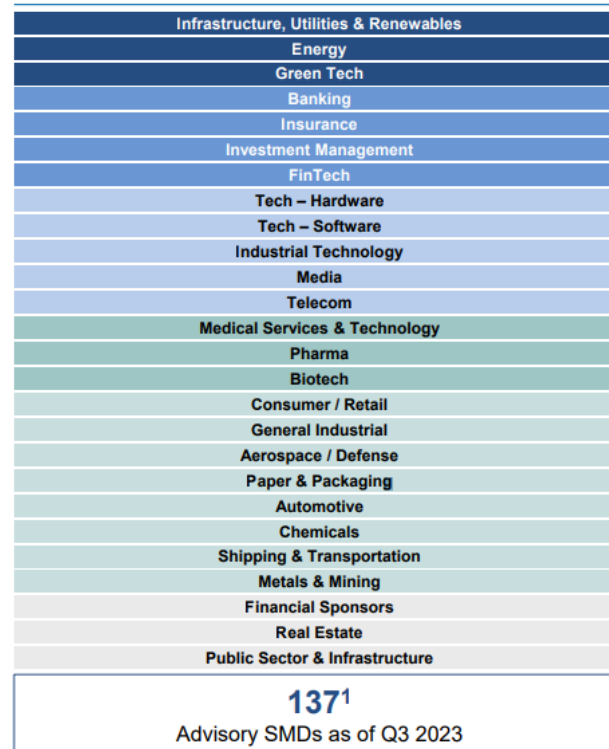 Infrastructure, Utilities & Renewables
Energy
Green Tech
Banking
Insurance
Investment Management
FinTech
Tech – Hardware
Tech – Software
Industrial Technology
Media
Telecom
Medical Services & Technology
Pharma
Biotech
Consumer / Retail
General Industrial
Aerospace / Defense
Paper & Packaging
Automotive
Chemicals
Shipping & Transportation
Metals & Mining
Financial Sponsors
Real Estate
Public Sector & Infrastructure
137¹
Advisory SMDs as of Q3 2023